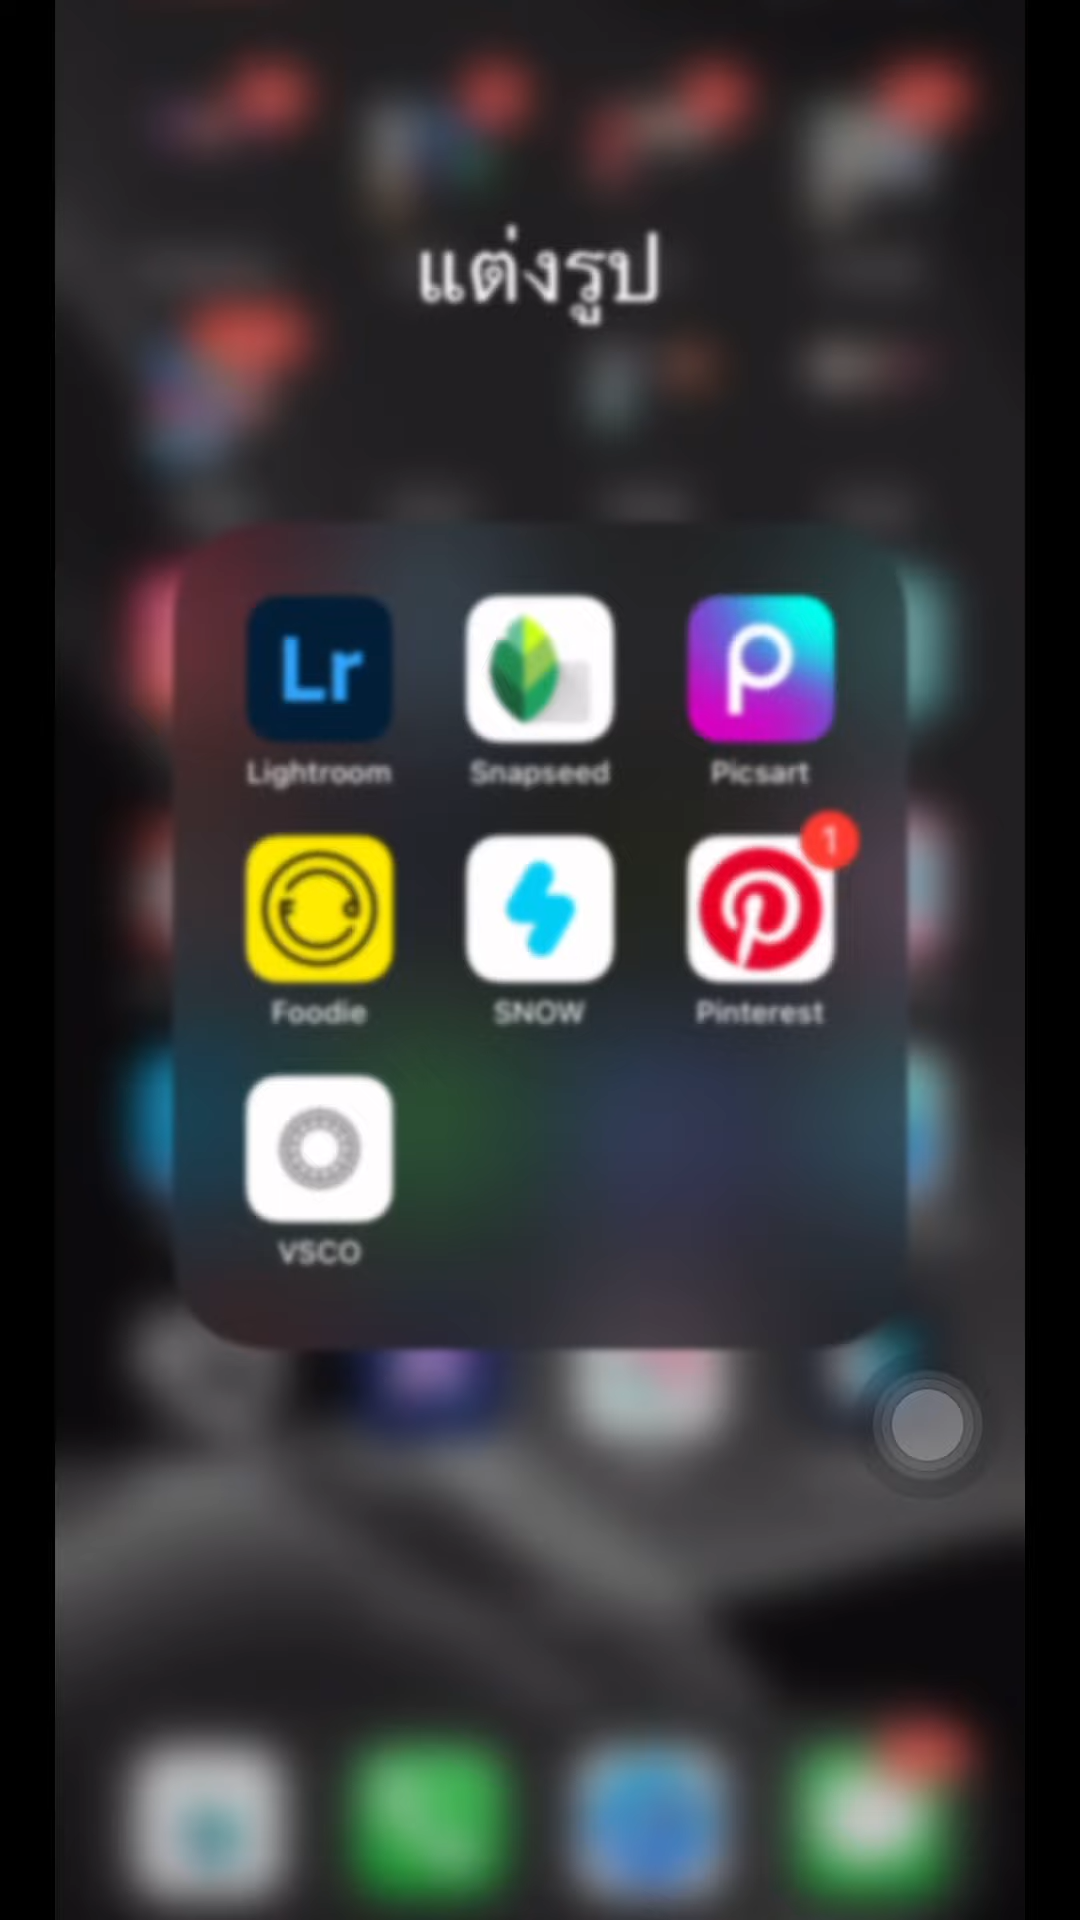 แต่งรูป
Lr
Lightroom
Snapseed
Picsart
1
Foodie
SNOW
Pinterest
VSCO